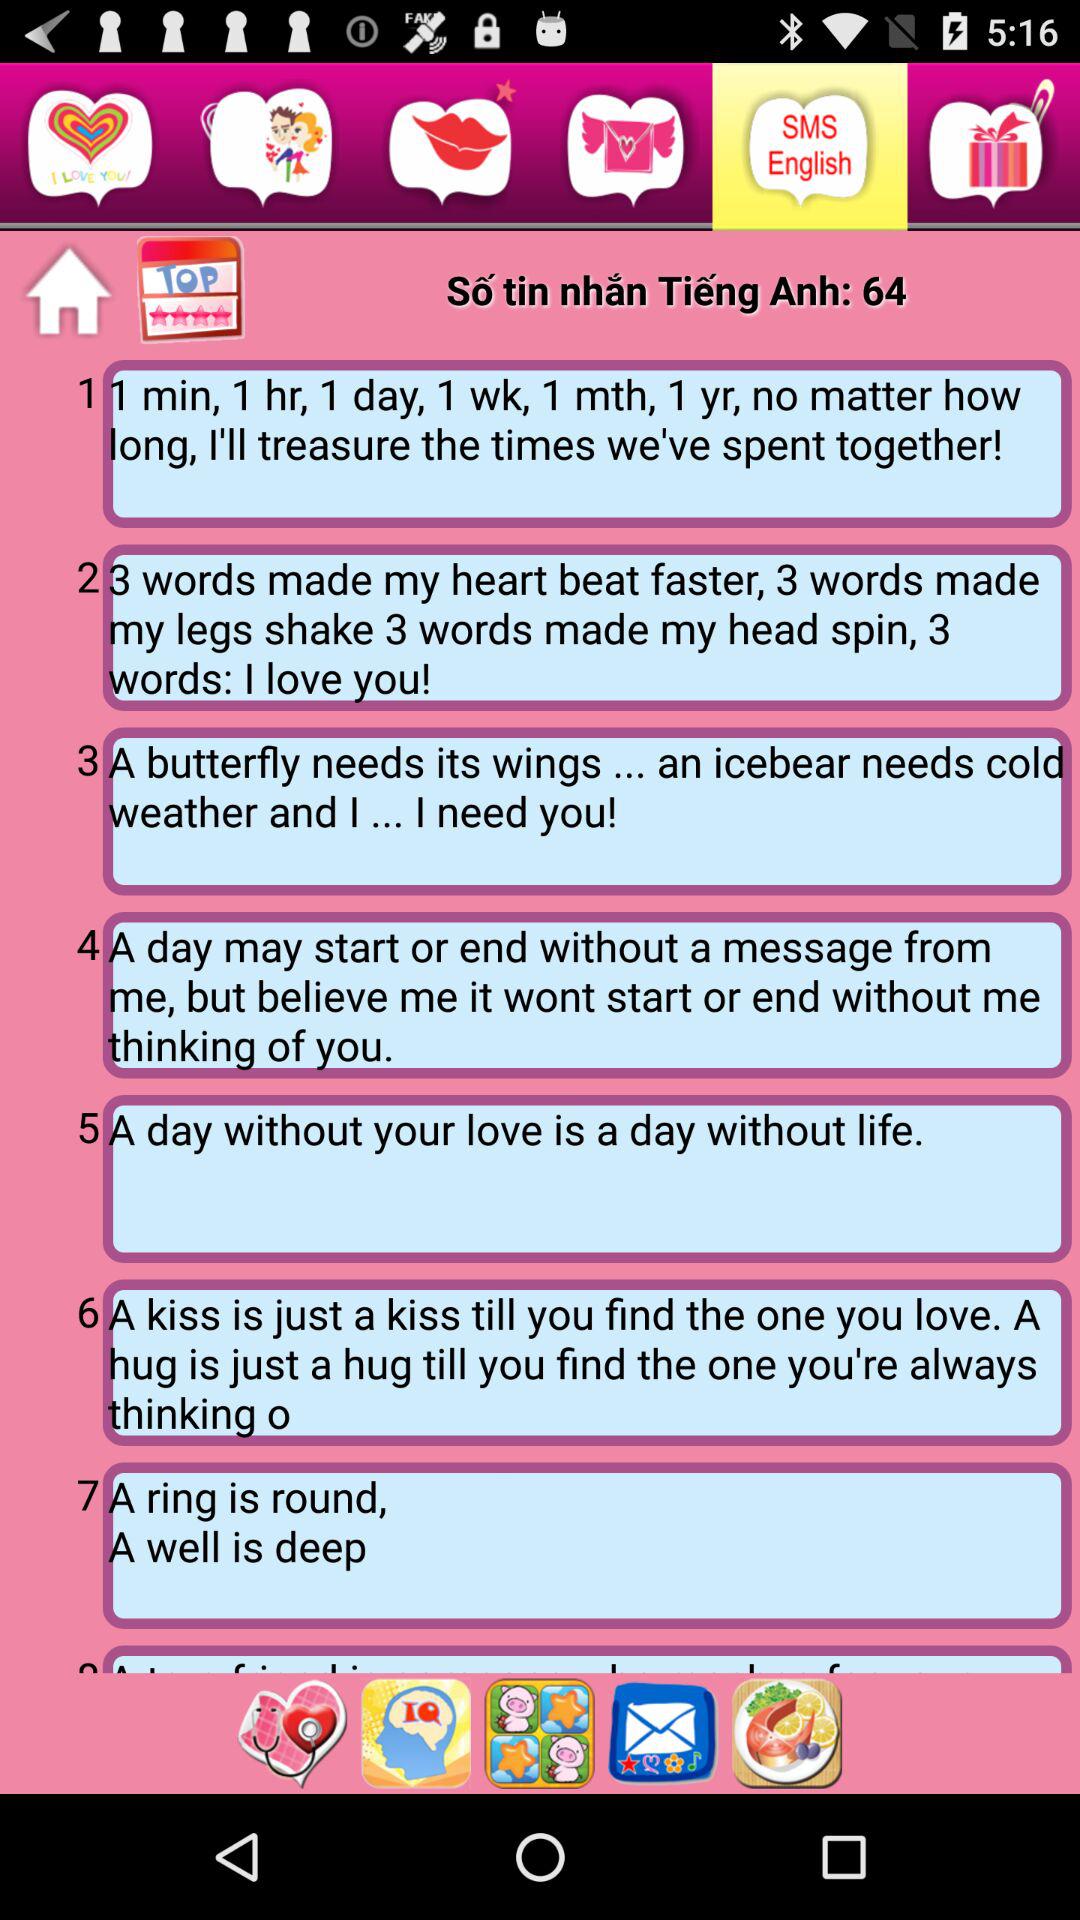 FAKE
5:16
I LOVE YOU!
SMS
English
TOP
Số tin nhắn Tiếng Anh: 64
1
1 min, 1 hr, 1 day, 1 wk, 1 mth, 1 yr, no matter how
long, I'll treasure the times we've spent together!
2
3 words made my heart beat faster, 3 words made
my legs shake 3 words made my head spin, 3
words: I love you!
3
A butterfly needs its wings ... an icebear needs cold
weather and I ... I need you!
4
A day may start or end without a message from
me, but believe me it wont start or end without me
thinking of you.
5
A day without your love is a day without life.
6
A kiss is just a kiss till you find the one you love. A
hug is just a hug till you find the one you're always
thinking o
7
A ring is round,
A well is deep
IQ